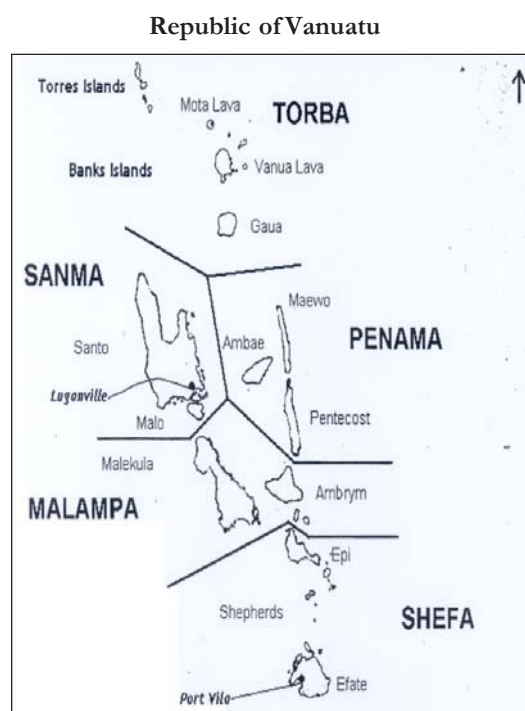 Republic of Vanuatu
Torres Islands
Mota Lava
TORBA
Banks Islands
Vanua Lava
Gaua
SANMA
Maewo
Santo
Ambae
PENAMA
Luganville
Malo
Pentecost
Malekula
MALAMPA
Ambrym
Epi
Shepherds
SHEFA
Efate
Port Vila